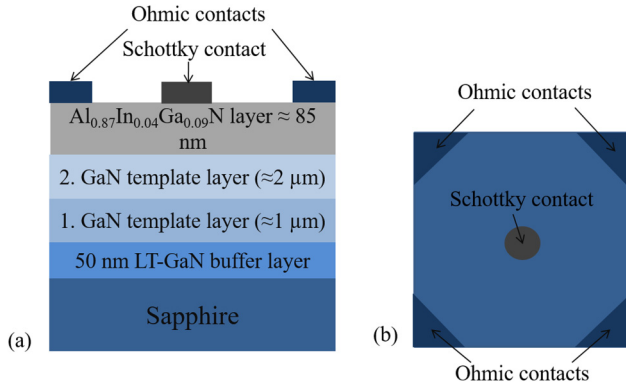 Ohmic contacts
Schottky contact
Al0.87In0.04Ga0.09N layer ≈ 85
nm
2. GaN template layer (≈2 µm)
1. GaN template layer (≈1 µm)
50 nm LT-GaN buffer layer
Sapphire
(a)
Ohmic contacts
Schottky contact
(b)
Ohmic contacts